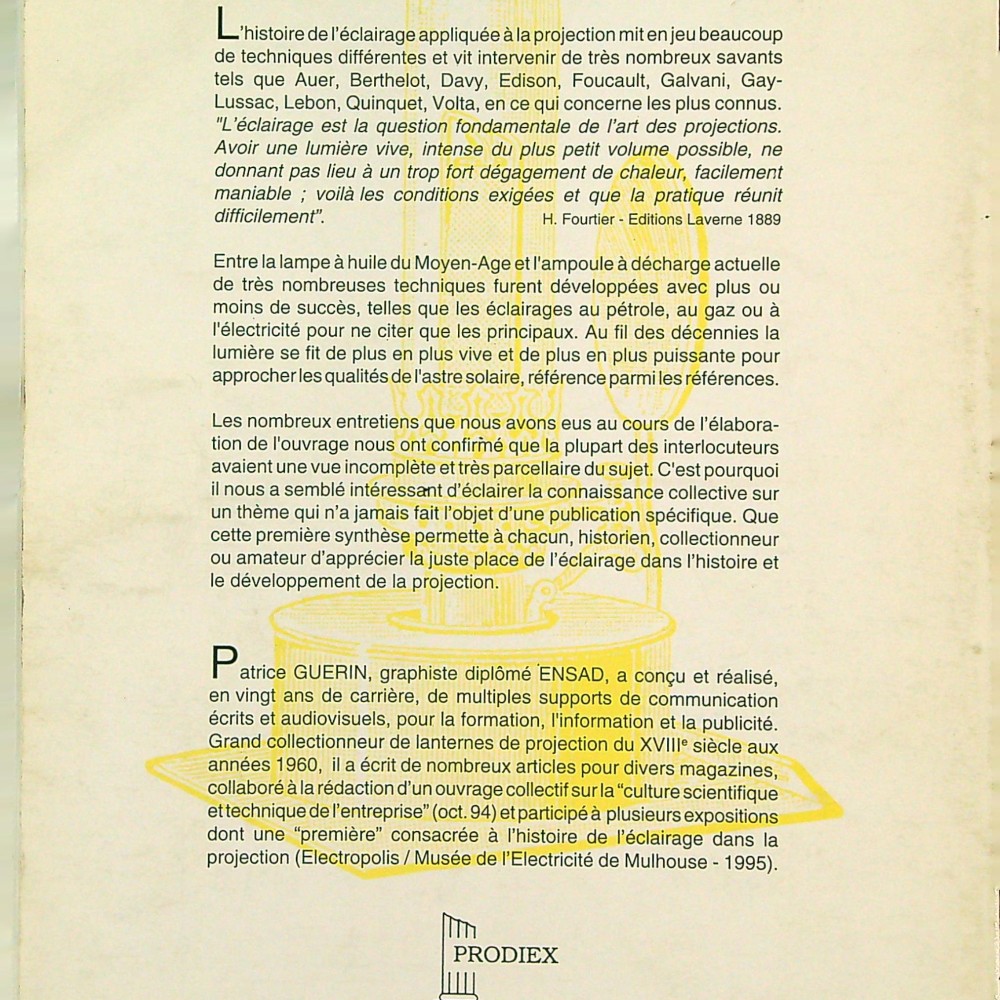 L'histoire de l'éclairage appliquée à la projection mit en jeu beaucoup
de techniques différentes et vit intervenir de très nombreux savants
tels que Auer, Berthelot, Davy, Edison, Foucault, Galvani, Gay-
Lussac, Lebon, Quinquet, Volta, en ce qui concerne les plus connus.
"L'éclairage est la question fondamentale de l'art des projections.
Avoir une lumière vive, intense du plus petit volume possible, ne
donnant pas lieu à un trop fort dégagement de chaleur, facilement
maniable ; voilà les conditions exigées et que la pratique réunit
difficilement". H. Fourtier - Editions Laverne 1889
Entre la lampe à huile du Moyen-Age et l'ampoule à décharge actuelle
de très nombreuses techniques furent développées avec plus ou
moins de succès, telles que les éclairages au pétrole, au gaz ou à
l'électricité pour ne citer que les principaux. Au fil des décennies la
lumière se fit de plus en plus vive et de plus en plus puissante pour
approcher les qualités de l'astre solaire, référence parmi les références.
Les nombreux entretiens que nous avons eus au cours de l'élabora-
tion de l'ouvrage nous ont confirmé que la plupart des interlocuteurs
avaient une vue incomplète et très parcellaire du sujet. C'est pourquoi
il nous a semblé intéressant d'éclairer la connaissance collective sur
un thème qui n'a jamais fait l'objet d'une publication spécifique. Que
cette première synthèse permette à chacun, historien, collectionneur
ou amateur d'apprécier la juste place de l'éclairage dans l'histoire et
le développement de la projection.
Patrice GUERIN, graphiste diplômé ENSAD, a conçu et réalisé,
en vingt ans de carrière, de multiples supports de communication
écrits et audiovisuels, pour la formation, l'information et la publicité.
Grand collectionneur de lanternes de projection du XVIIIe siècle aux
années 1960, il a écrit de nombreux articles pour divers magazines,
collaboré à la rédaction d'un ouvrage collectif sur la "culture scientifique
et technique de l'entreprise" (oct. 94) et participé à plusieurs expositions
dont une "première" consacrée à l'histoire de l'éclairage dans la
projection (Electropolis / Musée de l'Electricité de Mulhouse - 1995).
PRODIEX